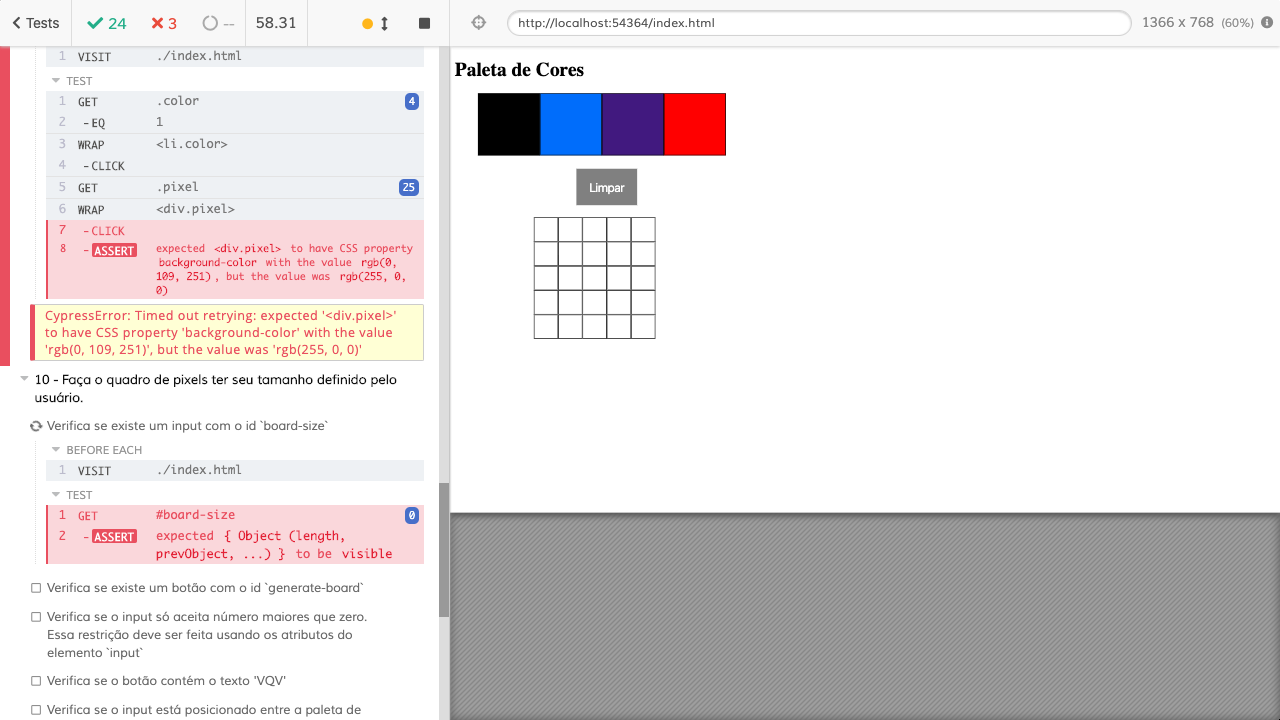 Tests 24 3 -- 58.31 http://localhost:54364/index.html 1366 x 768 (60%)
1 VISIT ./index.html
TEST
1 GET .color 4
2 -EQ 1
3 WRAP <li.color>
4 -CLICK
5 GET .pixel 25
6 WRAP <div.pixel>
7 -CLICK
8 -ASSERT expected <div.pixel> to have CSS property
background-color with the value rgb(0,
109, 251), but the value was rgb(255, 0,
0)
CypressError: Timed out retrying: expected '<div.pixel>'
to have CSS property 'background-color' with the value
'rgb(0, 109, 251)', but the value was 'rgb(255, 0, 0)'
10 - Faça o quadro de pixels ter seu tamanho definido pelo
usuário.
Verifica se existe um input com o id `board-size`
BEFORE EACH
1 VISIT ./index.html
TEST
1 GET #board-size 0
2 -ASSERT expected { Object (length,
prevObject, ...) } to be visible
Verifica se existe um botão com o id `generate-board`
Verifica se o input só aceita número maiores que zero.
Essa restrição deve ser feita usando os atributos do
elemento `input`
Verifica se o botão contém o texto 'VQV'
Verifica se o input está posicionado entre a paleta de
Paleta de Cores
Limpar